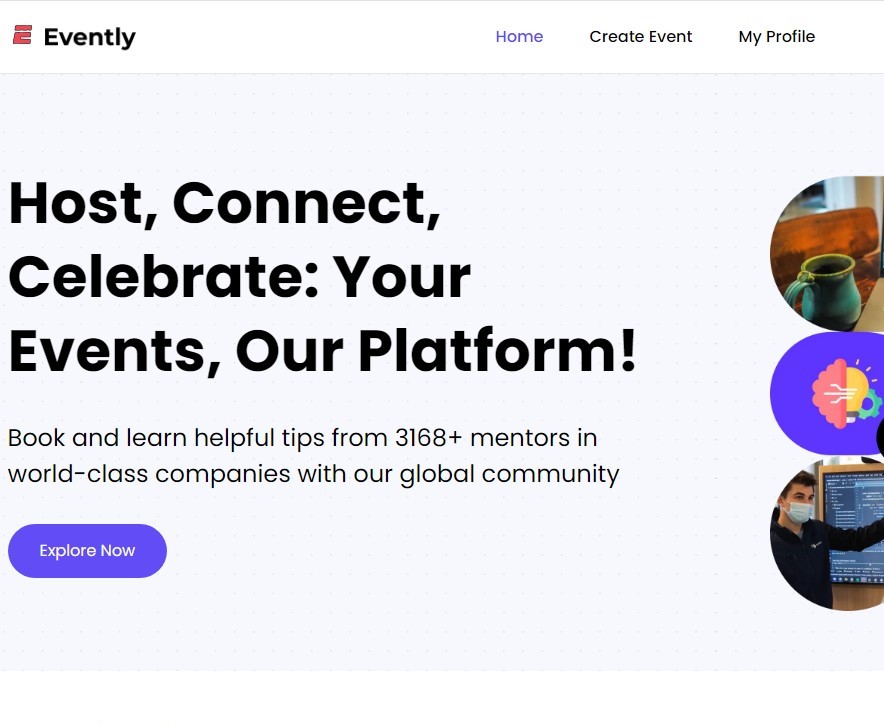 Evently
Home Create Event My Profile
Host, Connect,
Celebrate: Your
Events, Our Platform!
Book and learn helpful tips from 3168+ mentors in
world-class companies with our global community
Explore Now